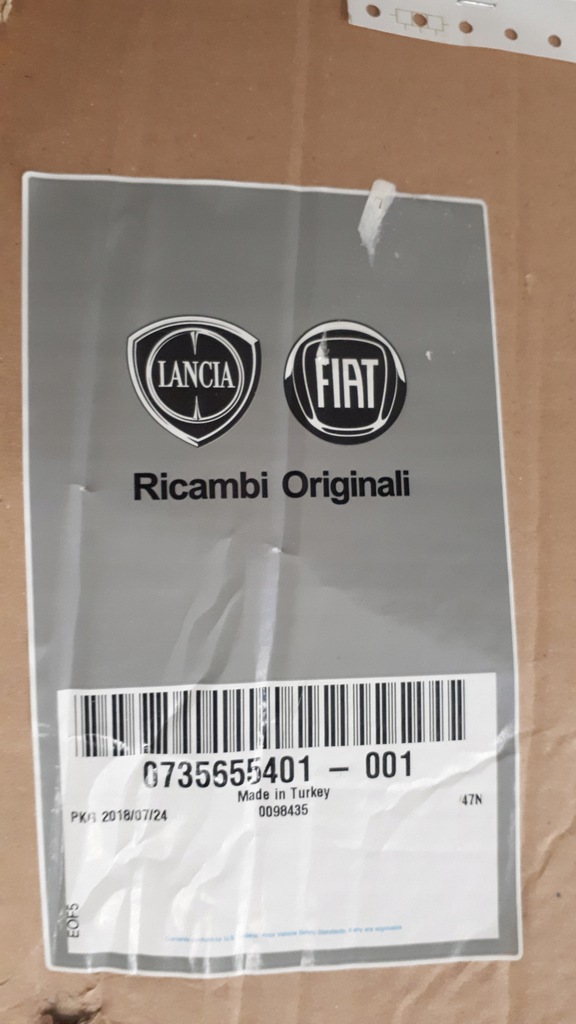 LANCIA
FIAT
Ricambi Originali
0735655401 - 001
Made in Turkey
47N
PKG 2018/07/24
0098435
EOF5